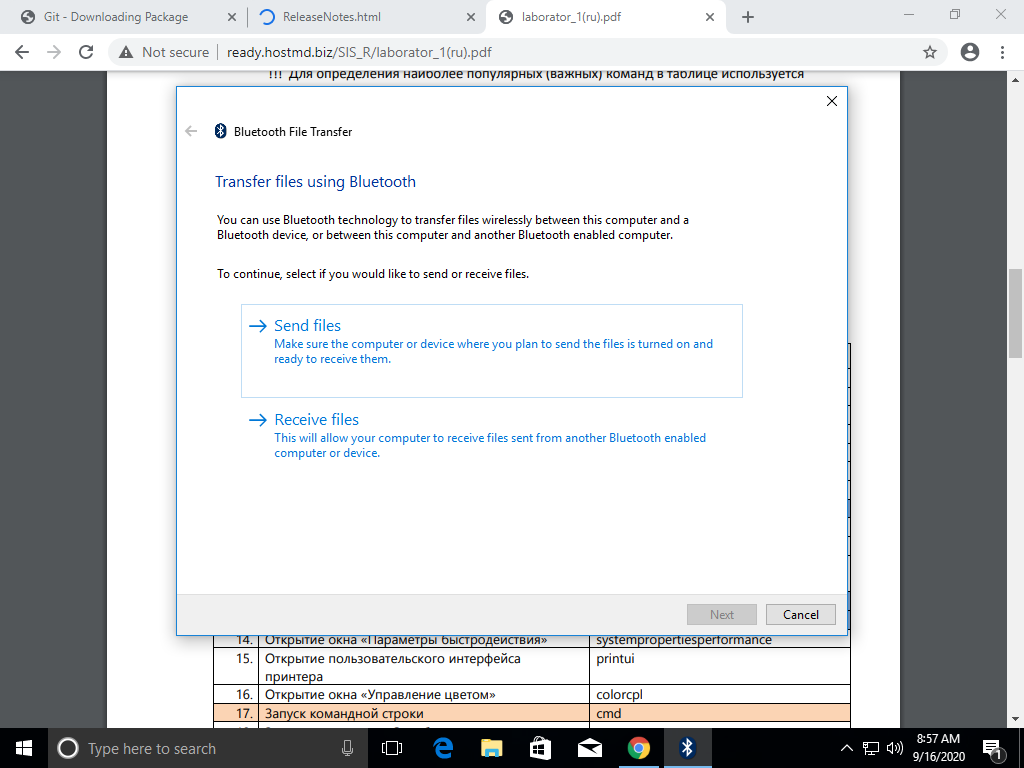 Git - Downloading Package
ReleaseNotes.html
laborator_1(ru).pdf
Not secure
ready.hostmd.biz/SIS_R/laborator_1(ru).pdf
!!! Для определения наиболее популярных (важных) команд в таблице используется
Bluetooth File Transfer
Transfer files using Bluetooth
You can use Bluetooth technology to transfer files wirelessly between this computer and a
Bluetooth device, or between this computer and another Bluetooth enabled computer.
To continue, select if you would like to send or receive files.
Send files
Make sure the computer or device where you plan to send the files is turned on and
ready to receive them.
Receive files
This will allow your computer to receive files sent from another Bluetooth enabled
computer or device.
Next
Cancel
14. Открытие окна «Параметры быстродействия» systempropertiesperformance
15. Открытие пользовательского интерфейса printui
принтера
16. Открытие окна «Управление цветом» colorcpl
17. Запуск командной строки cmd
Type here to search
8:57 AM
9/16/2020
1